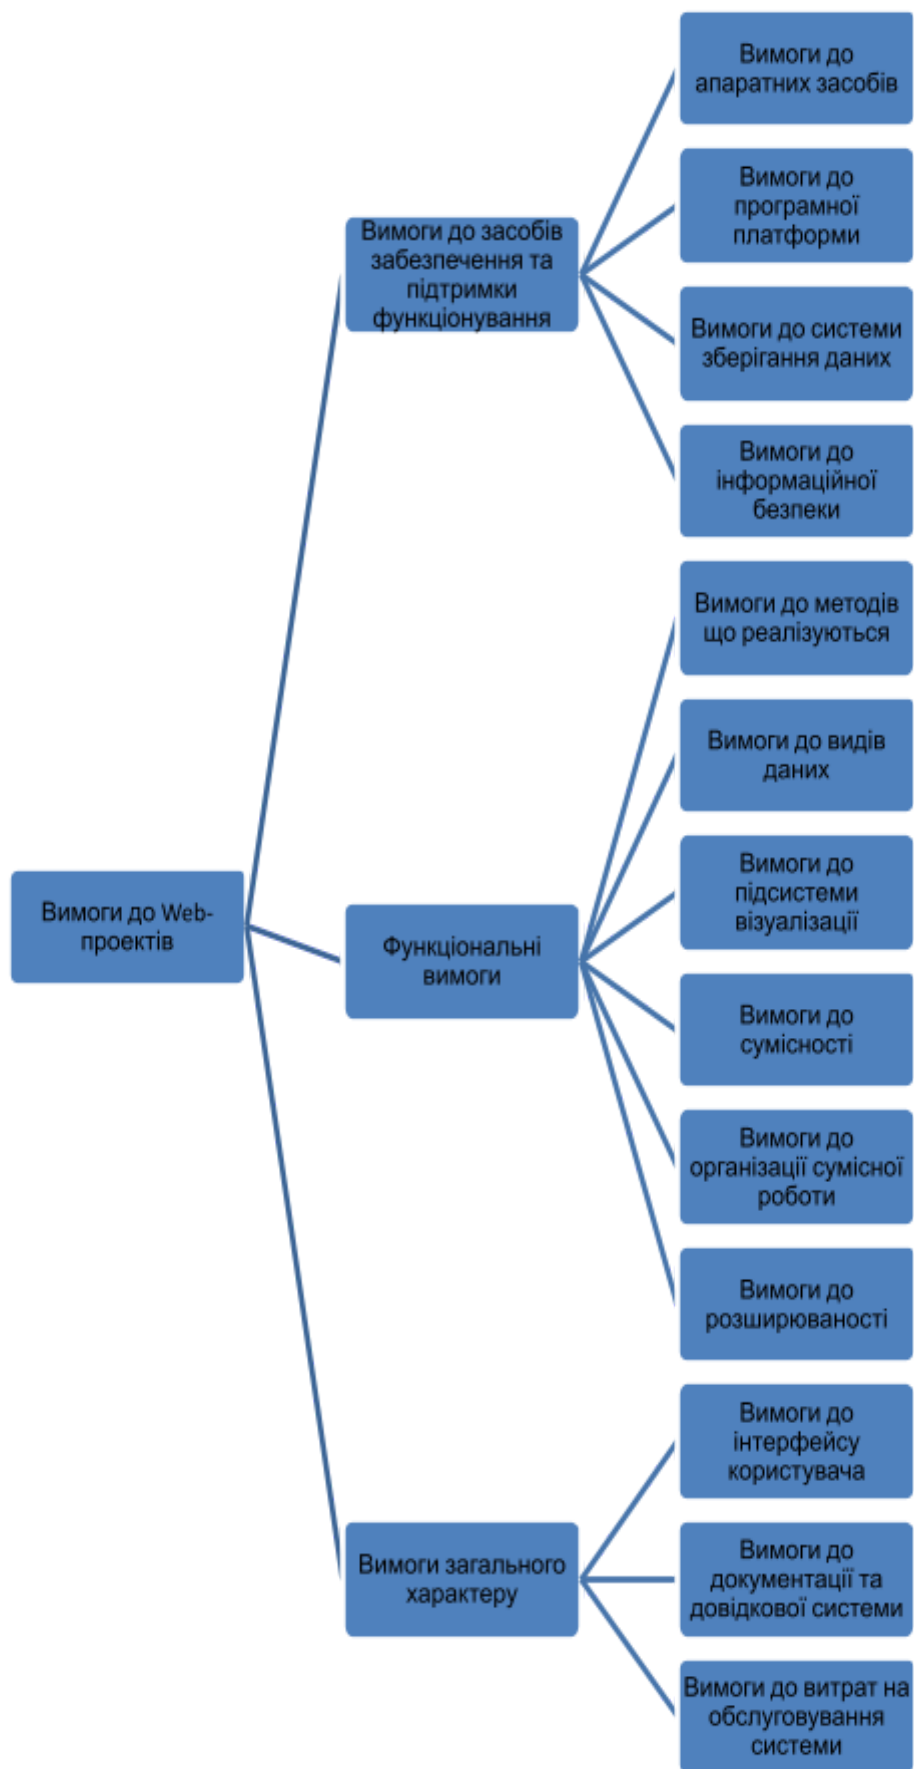 Вимоги до
апаратних засобів
Вимоги до
програмної
платформи
Вимоги до засобів
забезпечення та
підтримки
функціонування
Вимоги до системи
зберігання даних
Вимоги до
інформаційної
безпеки
Вимоги до методів
що реалізуються
Вимоги до видів
даних
Вимоги до
підсистеми
візуалізації
Вимоги до Web-
проектів
Функціональні
вимоги
Вимоги до
сумісності
Вимоги до
організації сумісної
роботи
Вимоги до
розширюваності
Вимоги до
інтерфейсу
користувача
Вимоги загального
характеру
Вимоги до
документації та
довідкової системи
Вимоги до витрат на
обслуговування
системи